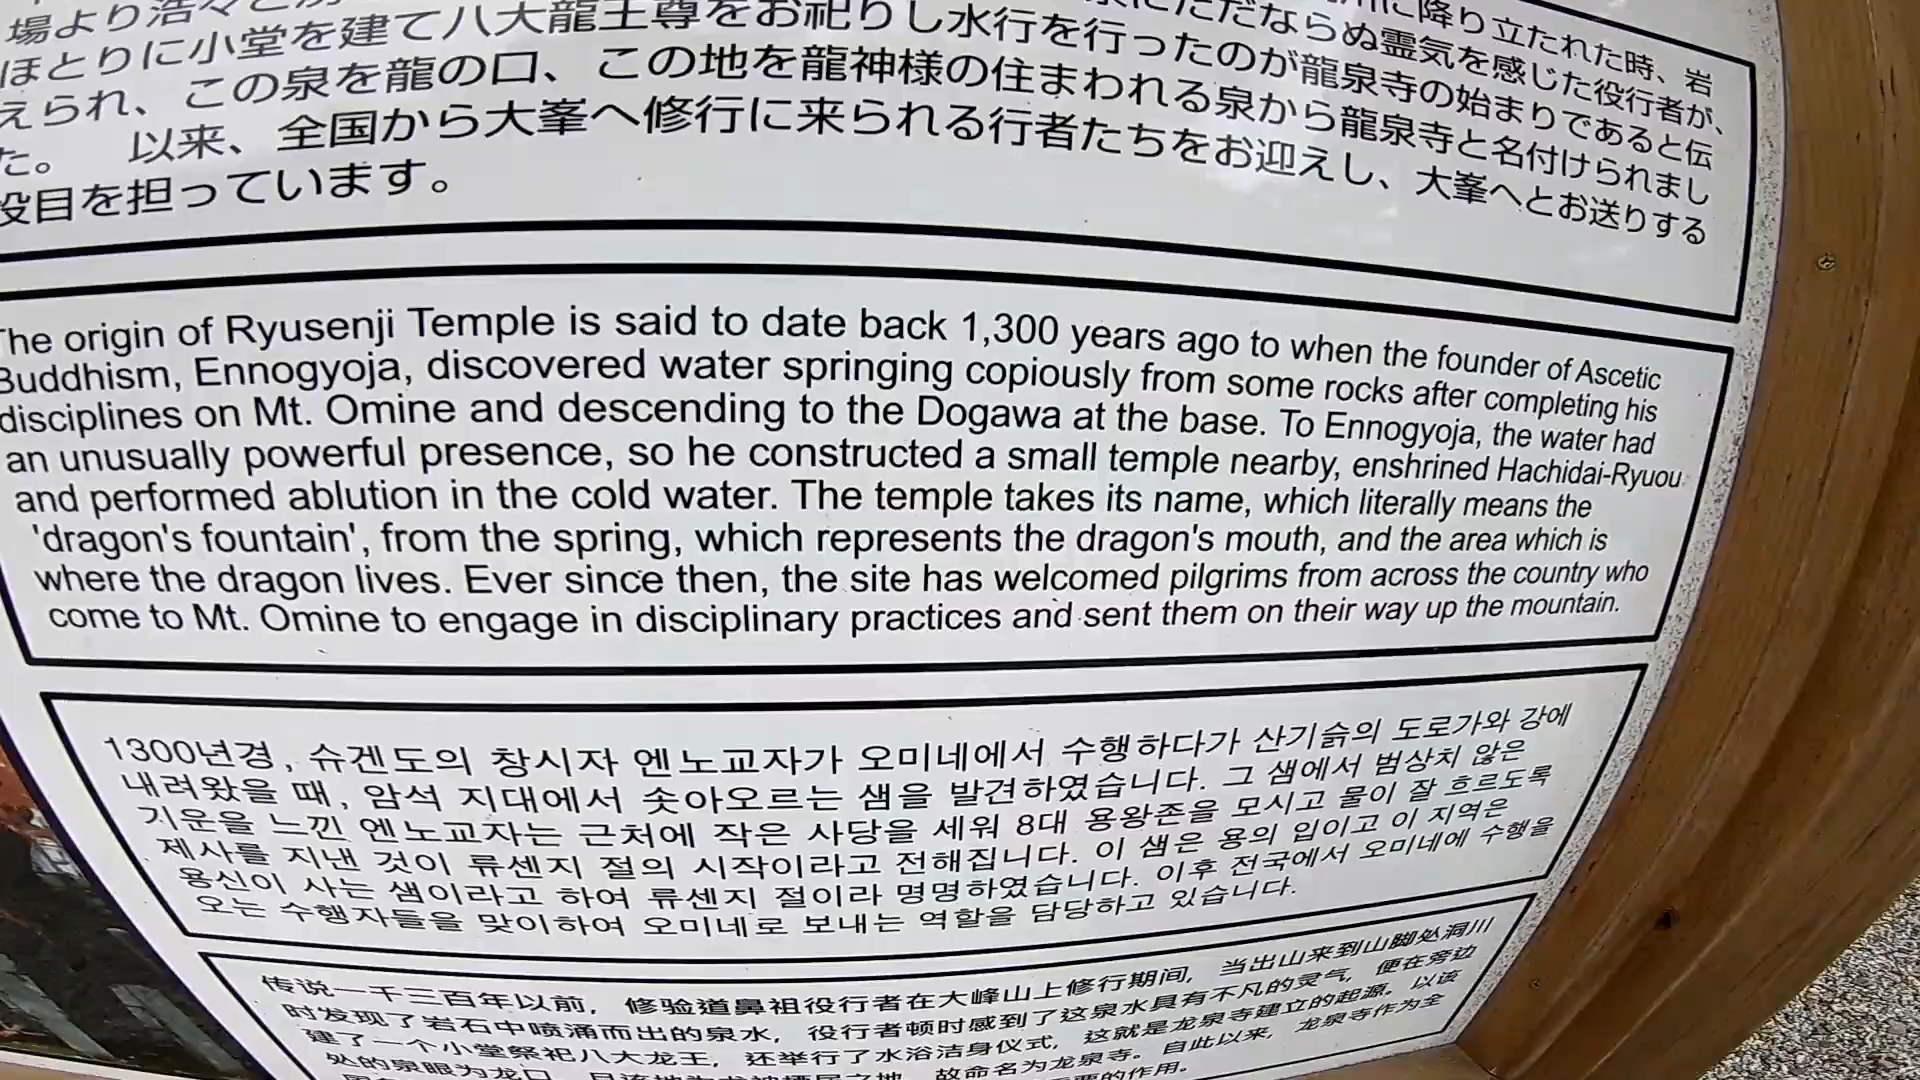 川に降り立たれた時、岩
場より浩々と
にただならぬ霊気を感じた役行者が、
ほとりに小堂を建て八大龍王尊をお祀りし水行を行ったのが龍泉寺の始まりであると伝
えられ、この泉を龍の口、この地を龍神様の住まわれる泉から龍泉寺と名付けられまし
た。 以来、全国から大峯へ修行に来られる行者たちをお迎えし、大峯へとお送りする
役目を担っています。
The origin of Ryusenji Temple is said to date back 1,300 years ago to when the founder of Ascetic
Buddhism, Ennogyoja, discovered water springing copiously from some rocks after completing his
disciplines on Mt. Omine and descending to the Dogawa at the base. To Ennogyoja, the water had
an unusually powerful presence, so he constructed a small temple nearby, enshrined Hachidai-Ryuou
and performed ablution in the cold water. The temple takes its name, which literally means the
'dragon's fountain', from the spring, which represents the dragon's mouth, and the area which is
where the dragon lives. Ever since then, the site has welcomed pilgrims from across the country who
come to Mt. Omine to engage in disciplinary practices and sent them on their way up the mountain.
1300년경, 슈겐도의 창시자 엔노교자가 오미네에서 수행하다가 산기슭의 도로가와 강에
내려왔을 때, 암석 지대에서 솟아오르는 샘을 발견하였습니다. 그 샘에서 범상치 않은
기운을 느낀 엔노교자는 근처에 작은 사당을 세워 8대 용왕존을 모시고 물이 잘 흐르도록
제사를 지낸 것이 류센지 절의 시작이라고 전해집니다. 이 샘은 용의 입이고 이 지역은
용신이 사는 샘이라고 하여 류센지 절이라 명명하였습니다. 이후 전국에서 오미네에 수행을
오는 수행자들을 맞이하여 오미네로 보내는 역할을 담당하고 있습니다.
传说一千三百年以前，修验道鼻祖役行者在大峰山上修行期间，当出山来到山脚处洞川
时发现了岩石中喷涌而出的泉水，役行者顿时感到了这泉水具有不凡的灵气，便在旁边
建了一个小堂祭祀八大龙王，还举行了水浴洁身仪式，这就是龙泉寺建立的起源。以该
处的泉眼为龙口，且该地为龙神栖居之地，故命名为龙泉寺。自此以来，龙泉寺作为全
要的作用。